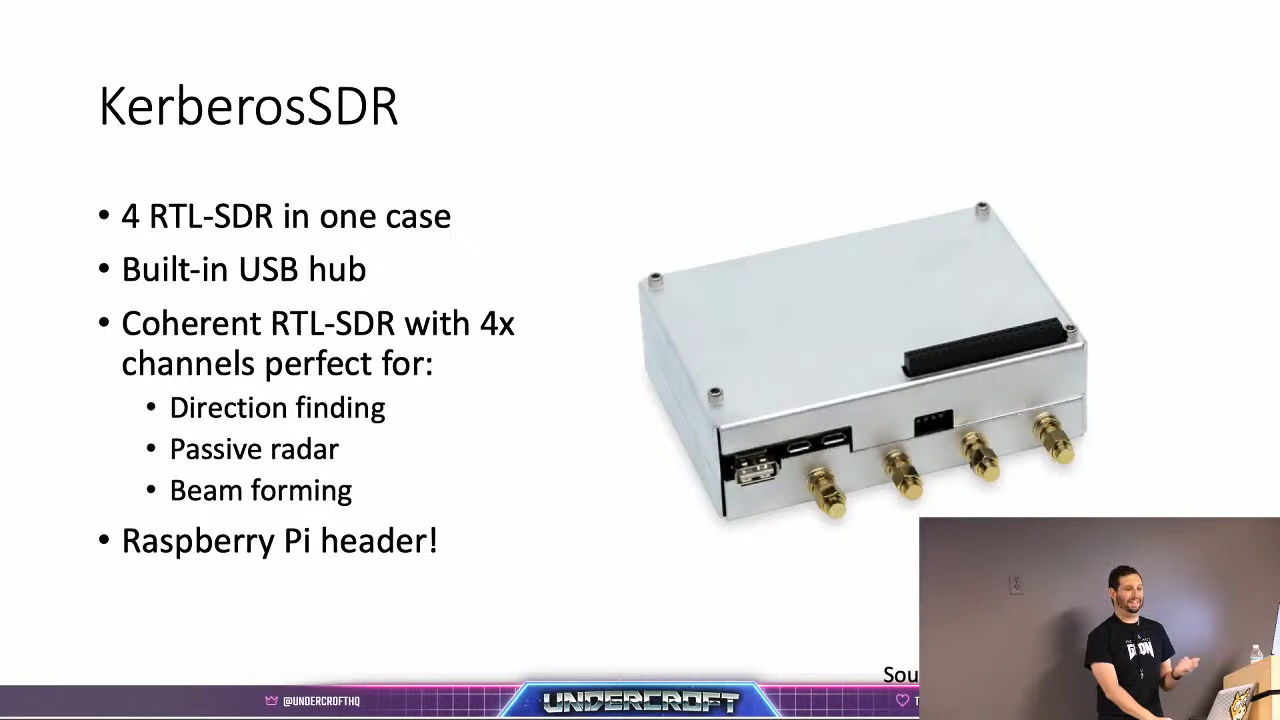 KerberosSDR
• 4 RTL-SDR in one case
• Built-in USB hub
• Coherent RTL-SDR with 4x
channels perfect for:
• Direction finding
• Passive radar
• Beam forming
• Raspberry Pi header!
Sou
@UNDERCROFTHQ
UNDERCROFT
T